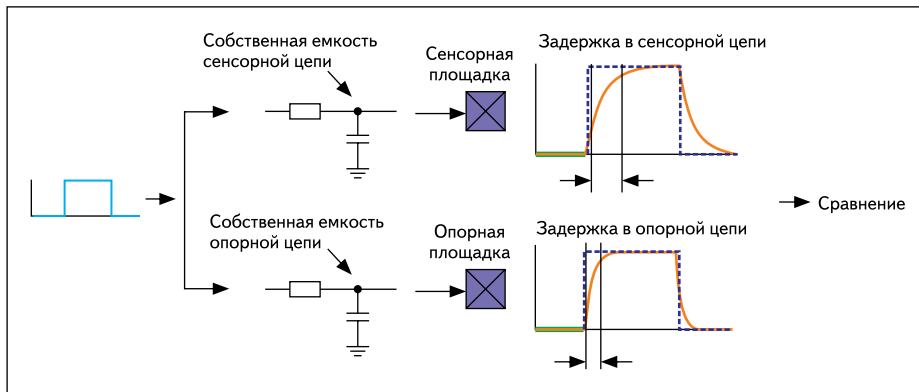 Собственная емкость
сенсорной цепи
Сенсорная
площадка
Задержка в сенсорной цепи
Сравнение
Собственная емкость
опорной цепи
Опорная
площадка
Задержка в опорной цепи